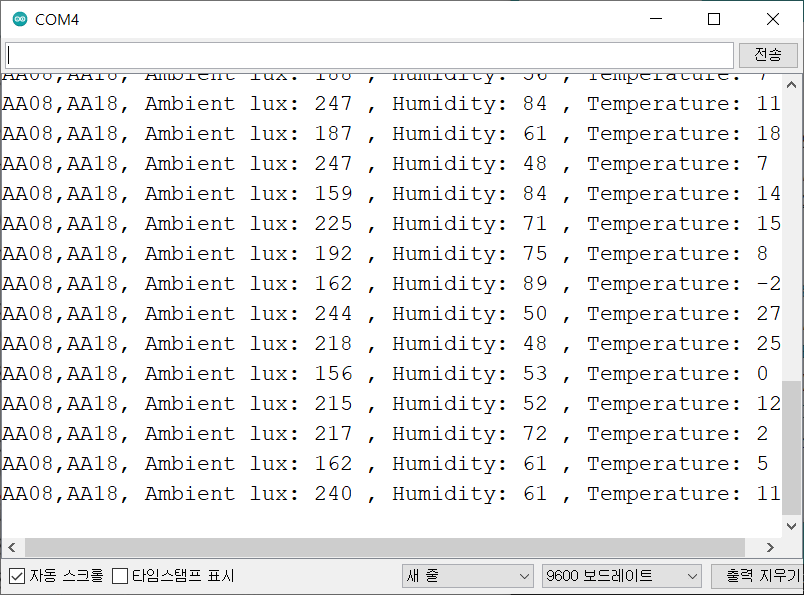 COM4
전송
AA08,AA18, Ambient lux: 188 , Humidity: 56 , Temperature: 7
AA08,AA18, Ambient lux: 247 , Humidity: 84 , Temperature: 11
AA08,AA18, Ambient lux: 187 , Humidity: 61 , Temperature: 18
AA08,AA18, Ambient lux: 247 , Humidity: 48 , Temperature: 7
AA08,AA18, Ambient lux: 159 , Humidity: 84 , Temperature: 14
AA08,AA18, Ambient lux: 225 , Humidity: 71 , Temperature: 15
AA08,AA18, Ambient lux: 192 , Humidity: 75 , Temperature: 8
AA08,AA18, Ambient lux: 162 , Humidity: 89 , Temperature: -2
AA08,AA18, Ambient lux: 244 , Humidity: 50 , Temperature: 27
AA08,AA18, Ambient lux: 218 , Humidity: 48 , Temperature: 25
AA08,AA18, Ambient lux: 156 , Humidity: 53 , Temperature: 0
AA08,AA18, Ambient lux: 215 , Humidity: 52 , Temperature: 12
AA08,AA18, Ambient lux: 217 , Humidity: 72 , Temperature: 2
AA08,AA18, Ambient lux: 162 , Humidity: 61 , Temperature: 5
AA08,AA18, Ambient lux: 240 , Humidity: 61 , Temperature: 11
자동 스크롤 타임스탬프 표시 새 줄 9600 보드레이트 출력 지우기